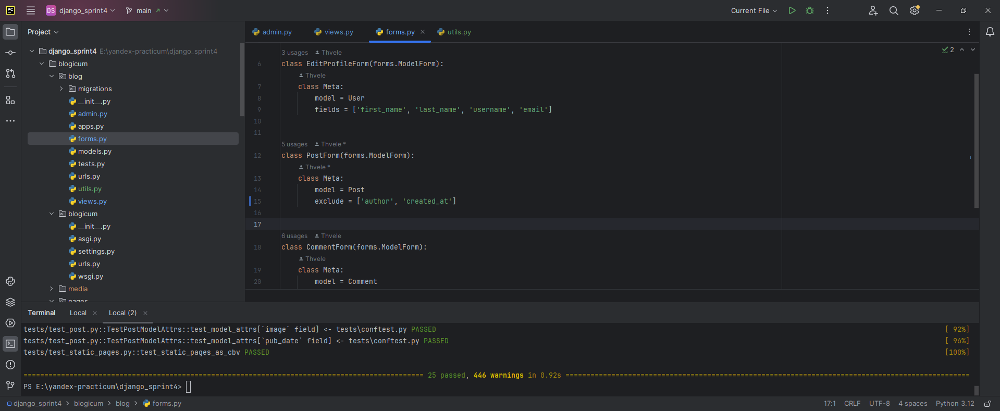 PC DS django_sprint4 main Current File
Project
admin.py views.py forms.py utils.py
django_sprint4 E:\yandex-practicum\django_sprint4
blogicum
blog
migrations
__init__.py
admin.py
apps.py
forms.py
models.py
tests.py
urls.py
utils.py
views.py
blogicum
__init__.py
asgi.py
settings.py
urls.py
wsgi.py
media
pages
2
3 usages Thvele
6 class EditProfileForm(forms.ModelForm):
Thvele
7 class Meta:
8 model = User
9 fields = ['first_name', 'last_name', 'username', 'email']
10
11
5 usages Thvele *
12 class PostForm(forms.ModelForm):
Thvele *
13 class Meta:
14 model = Post
15 exclude = ['author', 'created_at']
16
17
6 usages Thvele
18 class CommentForm(forms.ModelForm):
Thvele
19 class Meta:
20 model = Comment
Terminal Local Local (2)
tests/test_post.py::TestPostModelAttrs::test_model_attrs[`image` field] <- tests\conftest.py PASSED [ 92%]
tests/test_post.py::TestPostModelAttrs::test_model_attrs[`pub_date` field] <- tests\conftest.py PASSED [ 96%]
tests/test_static_pages.py::test_static_pages_as_cbv PASSED [100%]
================================================================================================ 25 passed, 446 warnings in 0.92s =================================================================================================
PS E:\yandex-practicum\django_sprint4>
django_sprint4 > blogicum > blog > forms.py 17:1 CRLF UTF-8 4 spaces Python 3.12